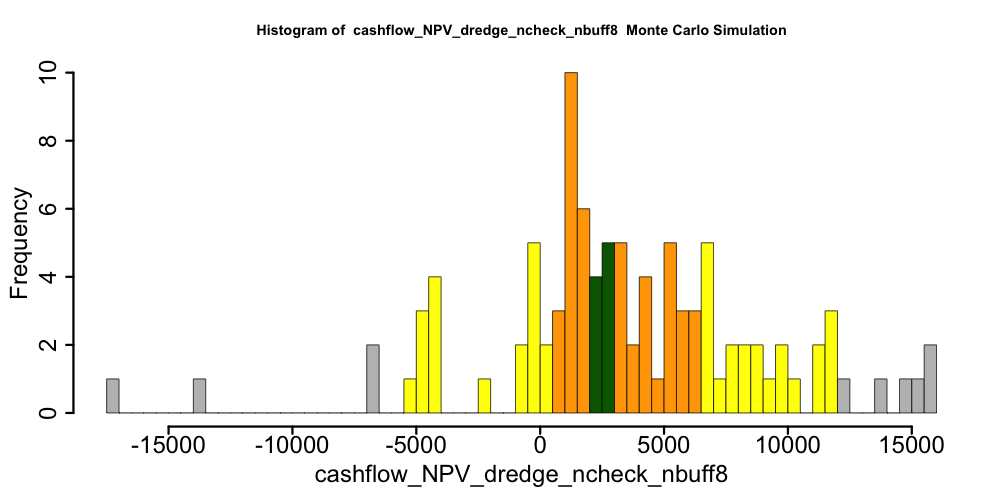 Histogram of  cashflow_NPV_dredge_ncheck_nbuff8  Monte Carlo Simulation
Frequency
10
8
6
4
2
0
-15000 -10000 -5000 0 5000 10000 15000
cashflow_NPV_dredge_ncheck_nbuff8